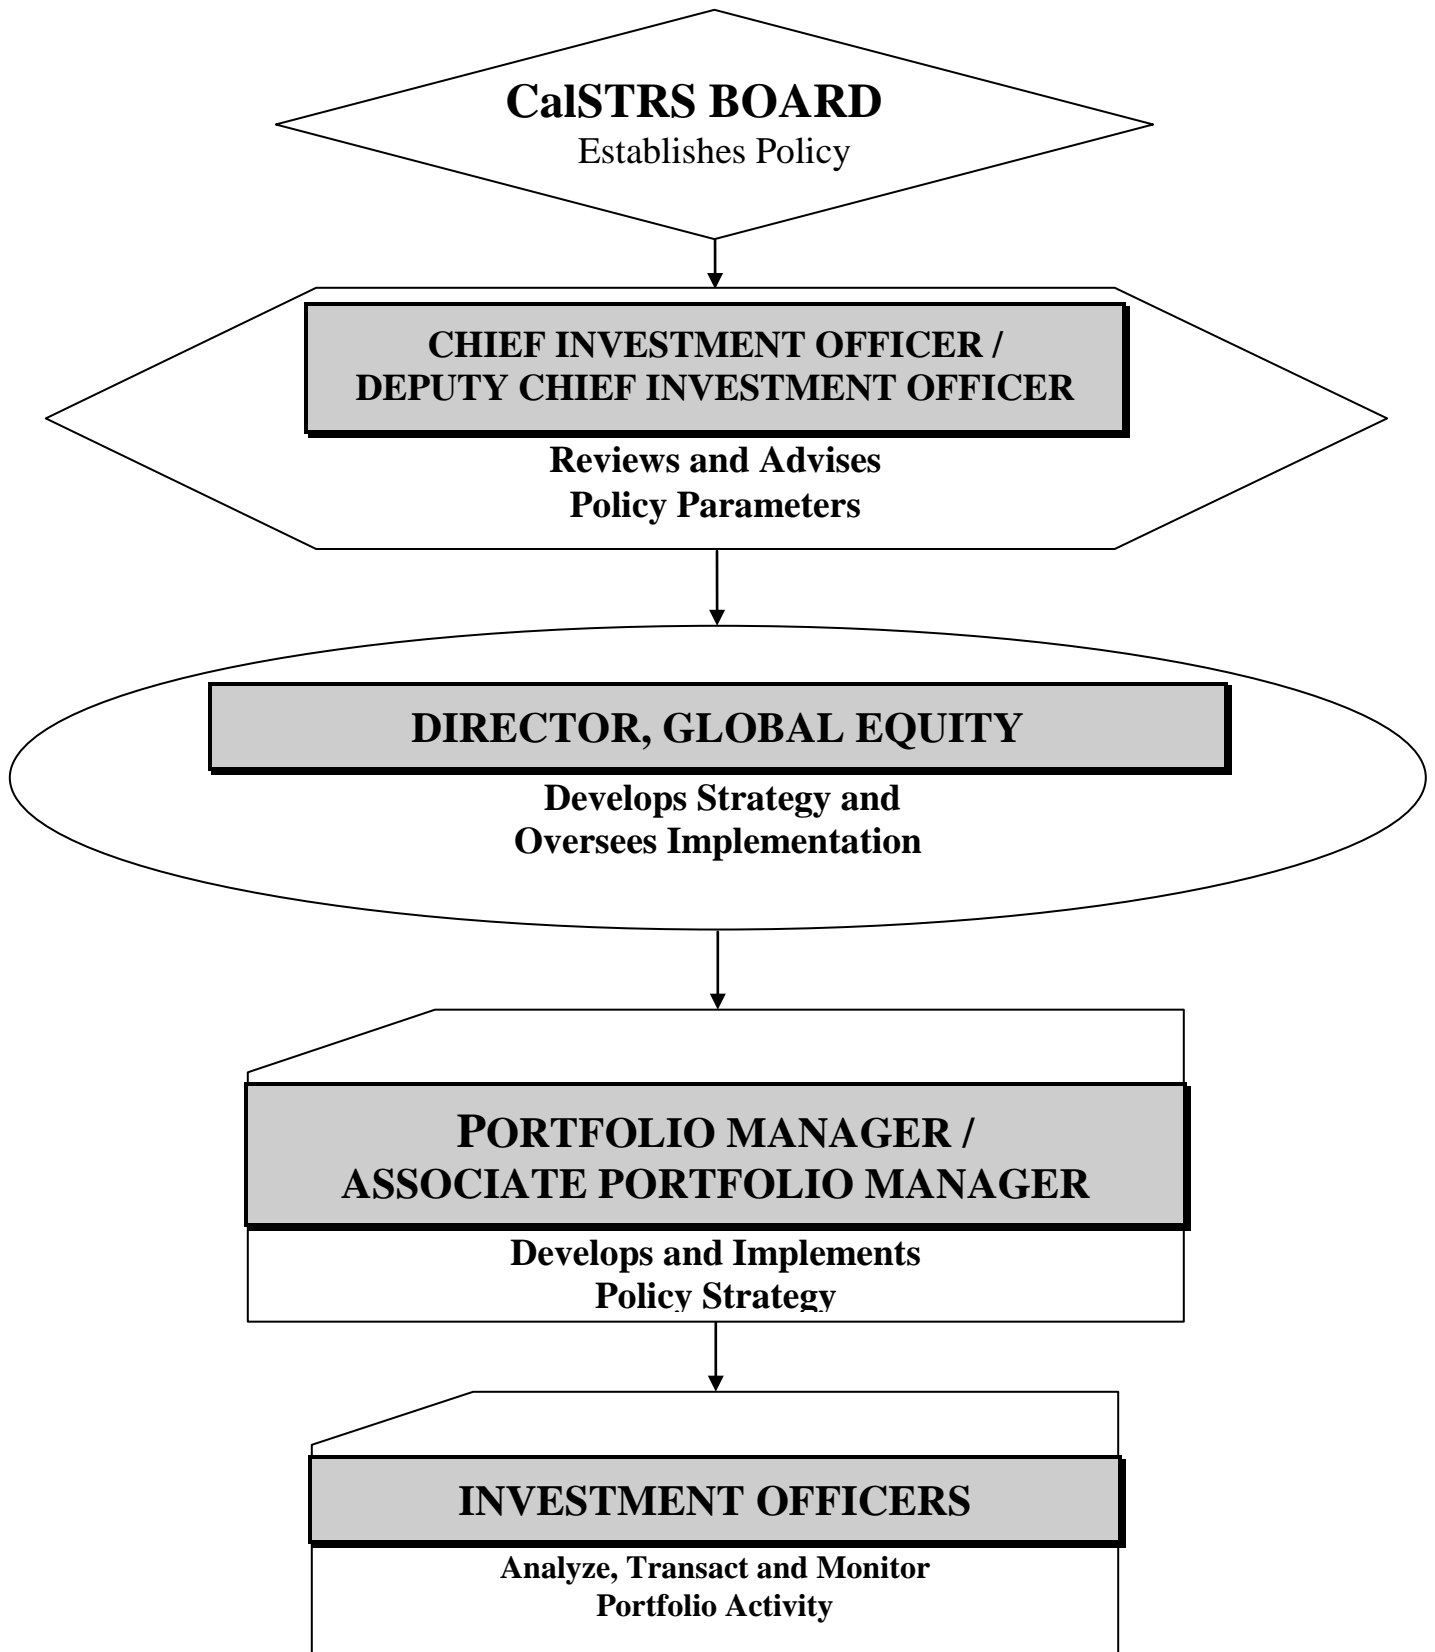 CalSTRS BOARD
Establishes Policy
CHIEF INVESTMENT OFFICER /
DEPUTY CHIEF INVESTMENT OFFICER
Reviews and Advises
Policy Parameters
DIRECTOR, GLOBAL EQUITY
Develops Strategy and
Oversees Implementation
PORTFOLIO MANAGER /
ASSOCIATE PORTFOLIO MANAGER
Develops and Implements
Policy Strategy
INVESTMENT OFFICERS
Analyze, Transact and Monitor
Portfolio Activity